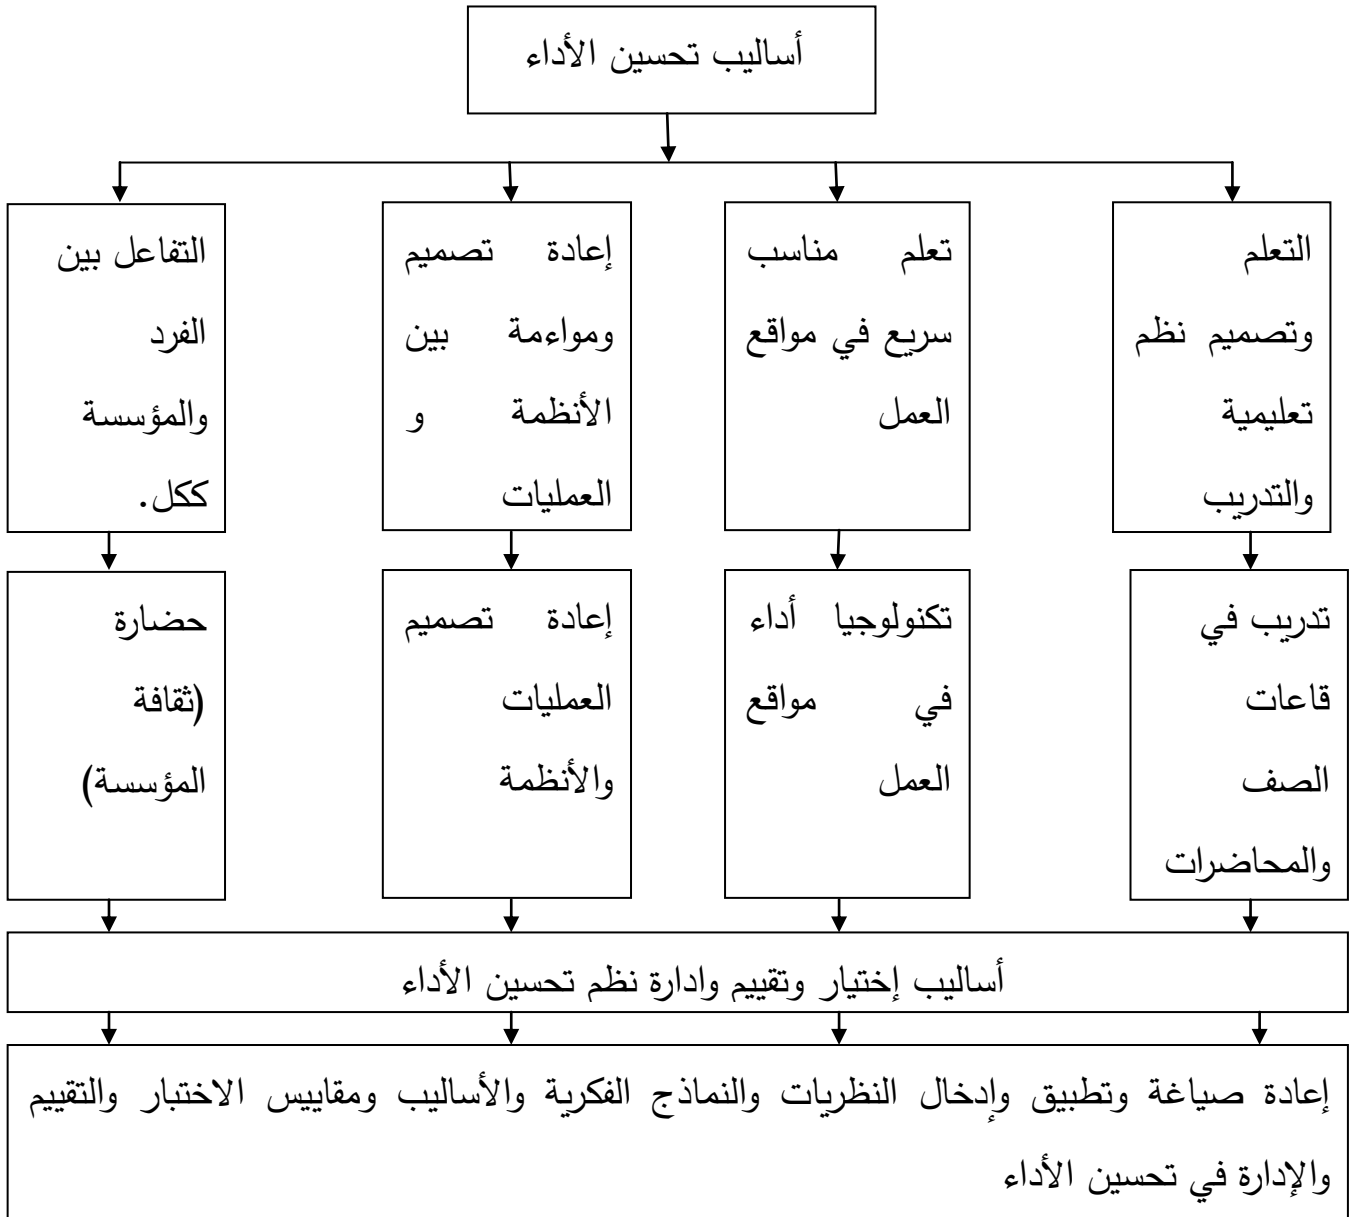 أساليب تحسين الأداء
التعلم
وتصميم نظم
تعليمية
والتدريب
تعلم مناسب
سريع في مواقع
العمل
إعادة تصميم
ومواءمة بين
الأنظمة و
العمليات
التفاعل بين
الفرد
والمؤسسة
ككل.
تدريب في
قاعات
الصف
والمحاضرات
تكنولوجيا أداء
في مواقع
العمل
إعادة تصميم
العمليات
والأنظمة
حضارة
(ثقافة
المؤسسة)
أساليب إختيار وتقييم وادارة نظم تحسين الأداء
إعادة صياغة وتطبيق وإدخال النظريات والنماذج الفكرية والأساليب ومقاييس الاختبار والتقييم
والإدارة في تحسين الأداء